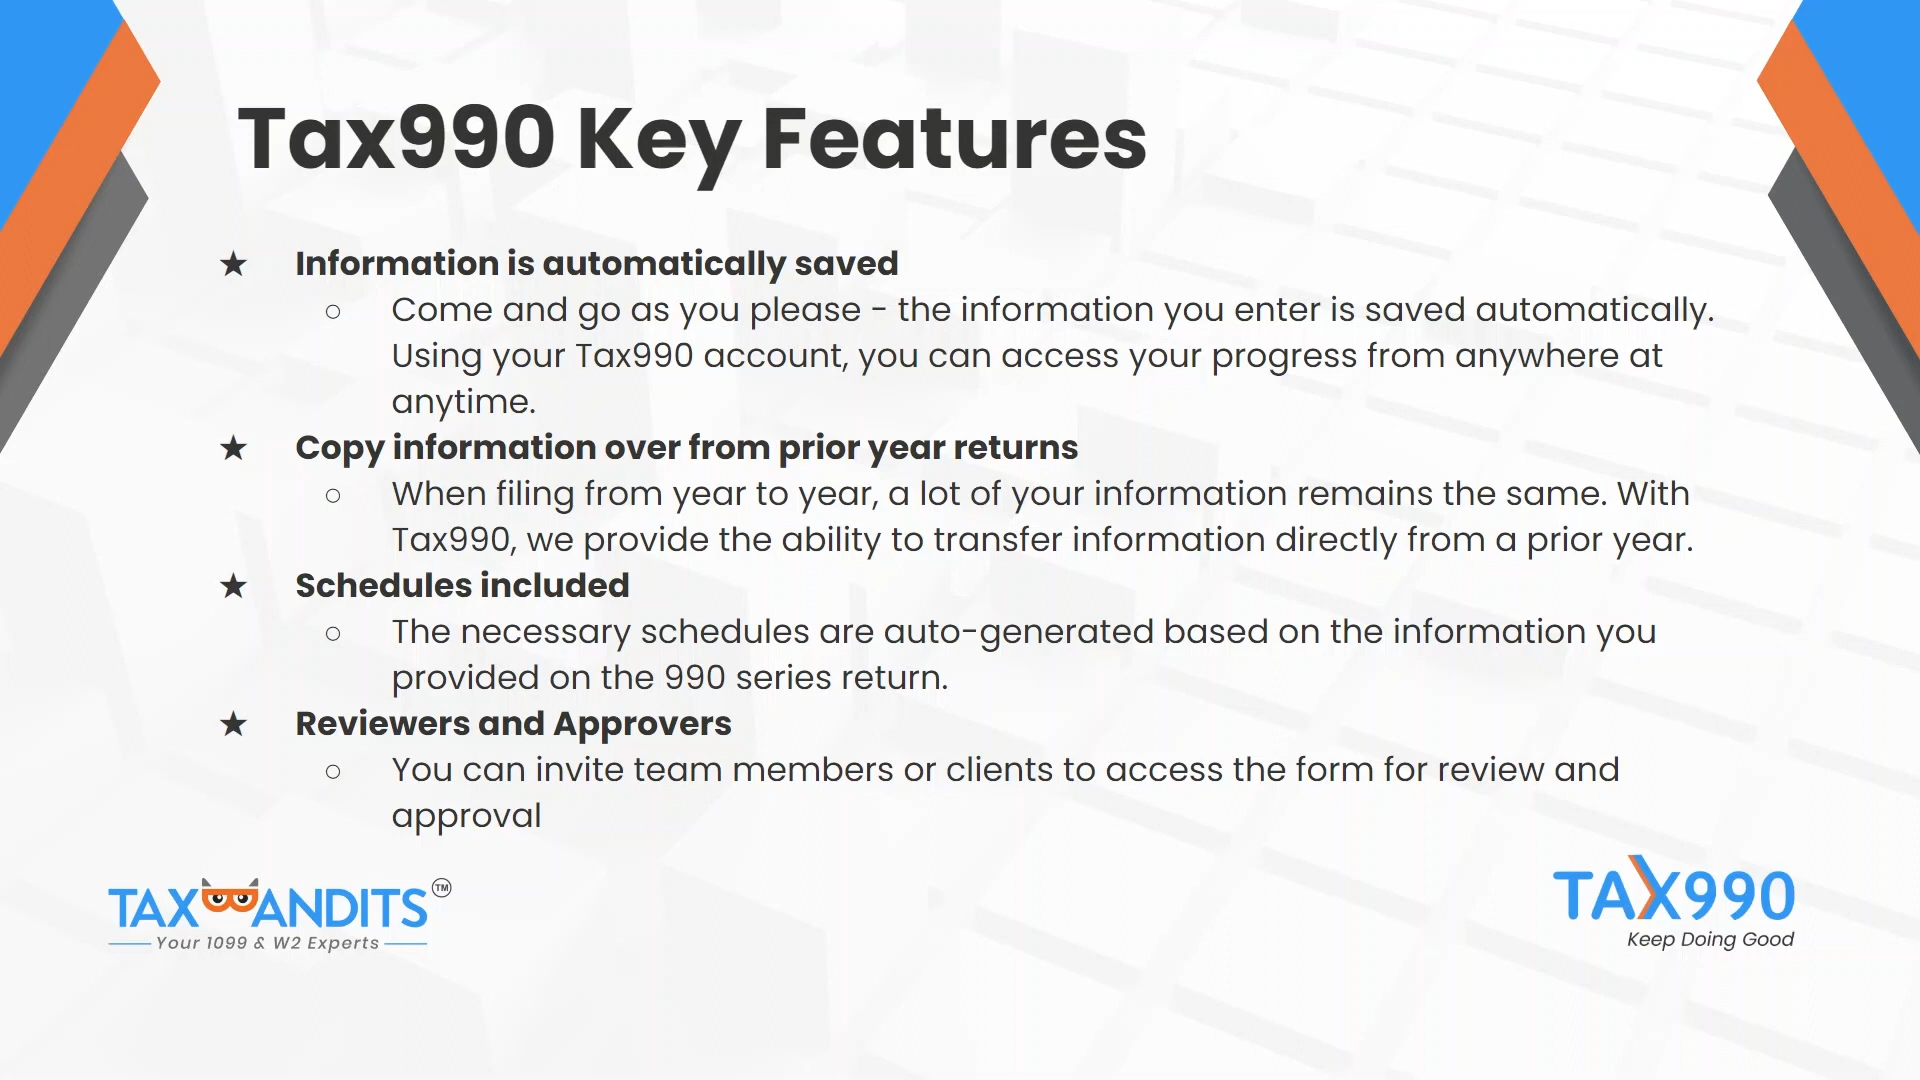 Tax990 Key Features
★ Information is automatically saved
○ Come and go as you please - the information you enter is saved automatically.
Using your Tax990 account, you can access your progress from anywhere at
anytime.
★ Copy information over from prior year returns
○ When filing from year to year, a lot of your information remains the same. With
Tax990, we provide the ability to transfer information directly from a prior year.
★ Schedules included
○ The necessary schedules are auto-generated based on the information you
provided on the 990 series return.
★ Reviewers and Approvers
○ You can invite team members or clients to access the form for review and
approval
TAXBANDITS TM
Your 1099 & W2 Experts
TAX990
Keep Doing Good